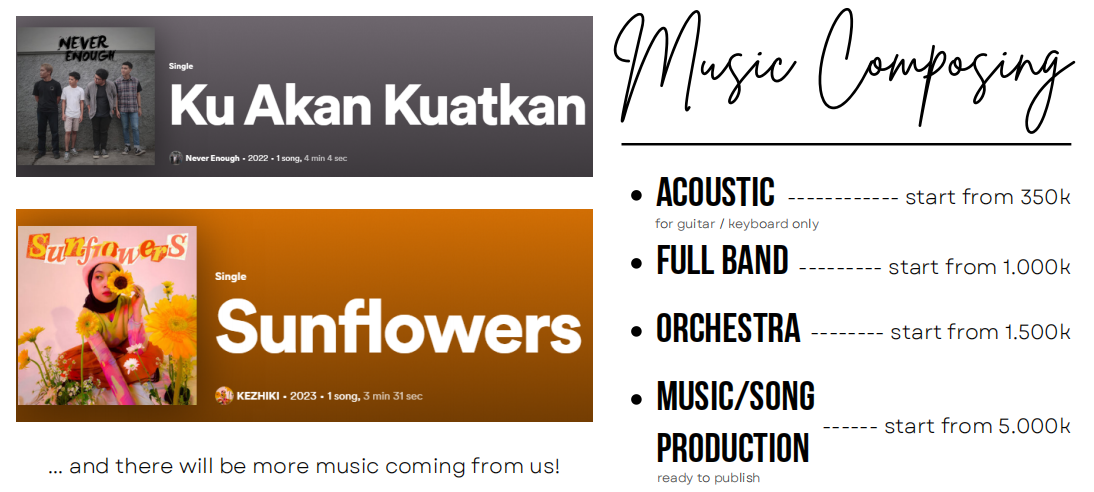 NEVER
ENOUGH
Single
Ku Akan Kuatkan
Never Enough • 2022 • 1 song, 4 min 4 sec
SunflowerS
Single
Sunflowers
KEZHIKI • 2023 • 1 song, 3 min 31 sec
... and there will be more music coming from us!
Music Composing
• ACOUSTIC ------------ start from 350k
for guitar / keyboard only
• FULL BAND --------- start from 1.000k
• ORCHESTRA -------- start from 1.500k
• MUSIC/SONG
PRODUCTION ------ start from 5.000k
ready to publish